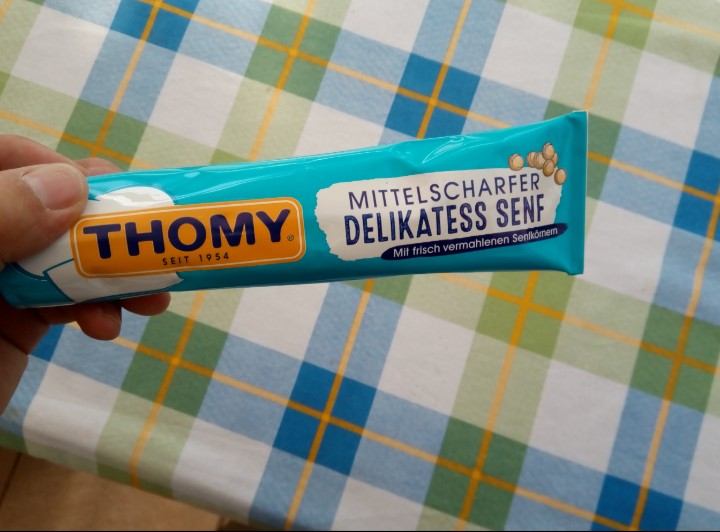 THOMY®
SEIT 1954
MITTELSCHARFER
DELIKATESS SENF
Mit frisch vermahlenen Senfkörnern